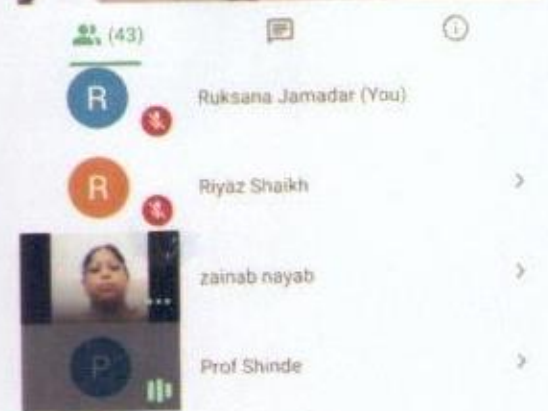 (43)
R
Ruksana Jamadar (You)
R
Riyaz Shaikh
zainab nayab
P
Prof Shinde